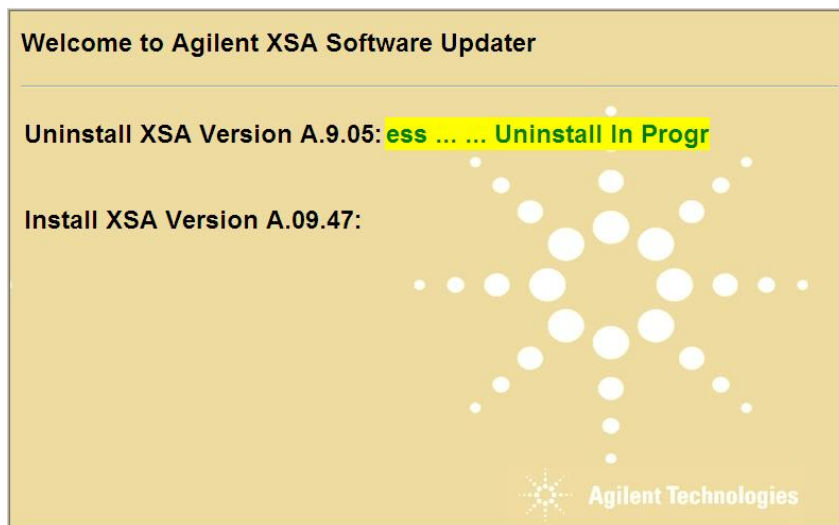 Welcome to Agilent XSA Software Updater
Uninstall XSA Version A.9.05: ess ... ... Uninstall In Progr
Install XSA Version A.09.47:
Agilent Technologies